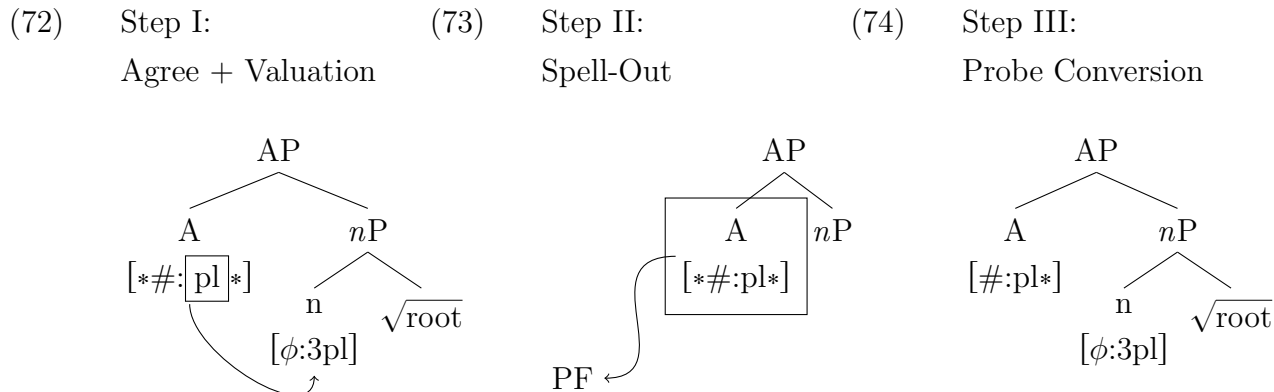 (72) Step I: (73) Step II: (74) Step III:
Agree + Valuation Spell-Out Probe Conversion
AP AP AP
A nP A nP A nP
[∗#: pl ∗] n √root [∗#:pl∗] [#:pl∗] n √root
[ϕ:3pl] [ϕ:3pl]
PF